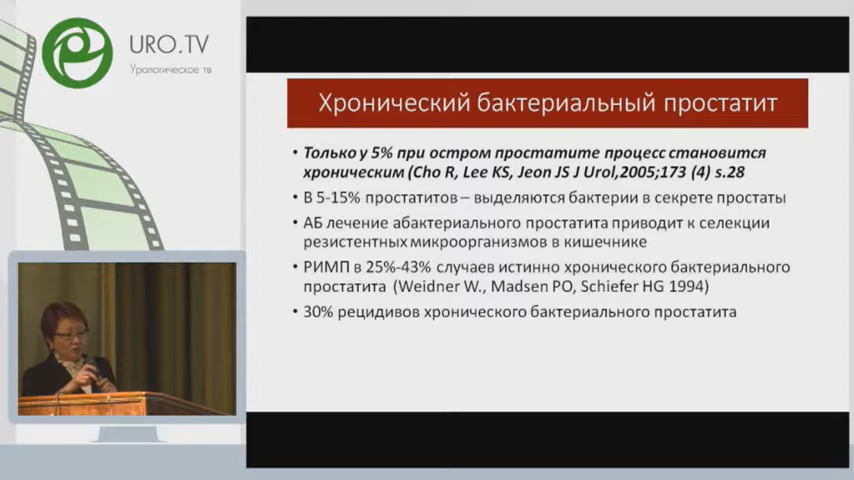 URO.TV
Урологическое тв
Хронический бактериальный простатит
• Только у 5% при остром простатите процесс становится
хроническим (Cho R, Lee KS, Jeon JS J Urol,2005;173 (4) s.28
• В 5-15% простатитов – выделяются бактерии в секрете простаты
• АБ лечение абактериального простатита приводит к селекции
резистентных микроорганизмов в кишечнике
• РИМП в 25%-43% случаев истинно хронического бактериального
простатита (Weidner W., Madsen PO, Schiefer HG 1994)
• 30% рецидивов хронического бактериального простатита